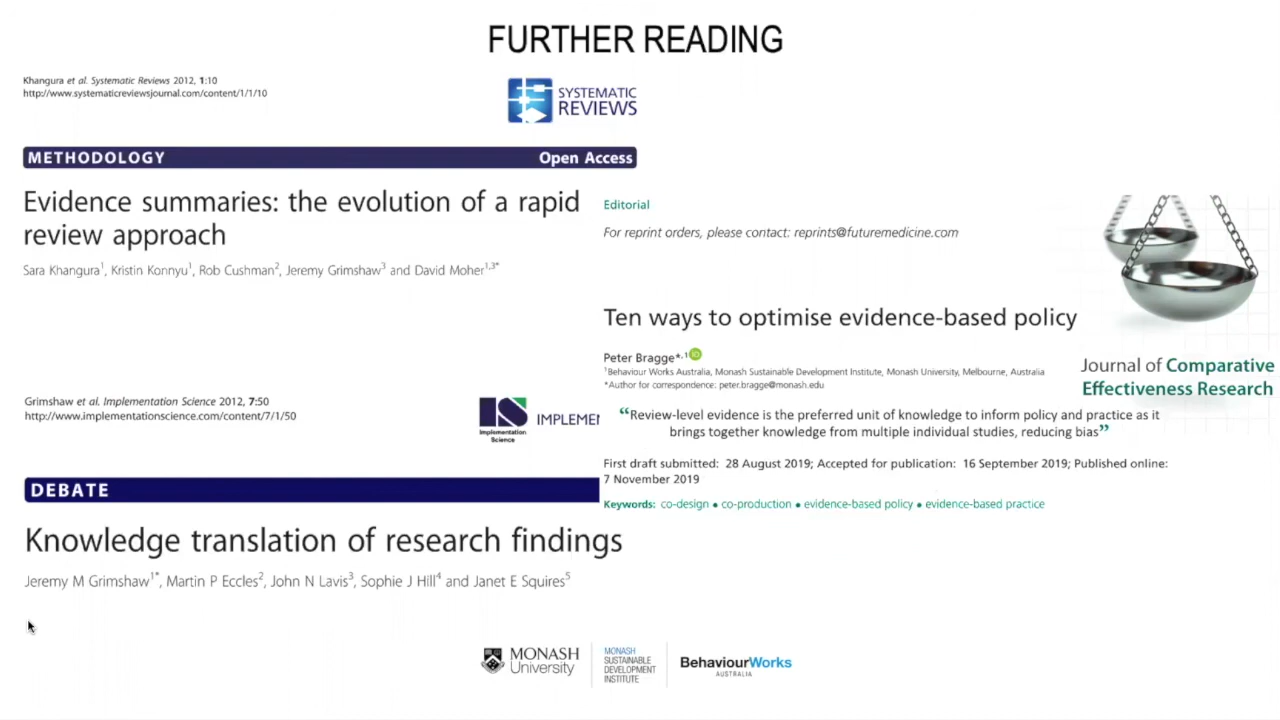 FURTHER READING
Khangura et al. Systematic Reviews 2012, 1:10
http://www.systematicreviewsjournal.com/content/1/1/10
SYSTEMATIC
REVIEWS
METHODOLOGY Open Access
Evidence summaries: the evolution of a rapid
review approach
Sara Khangura1, Kristin Konnyu1, Rob Cushman2, Jeremy Grimshaw3 and David Moher1,3*
Grimshaw et al. Implementation Science 2012, 7:50
http://www.implementationscience.com/content/7/1/50
IS
Implementation
Science
IMPLEMEN
DEBATE
Knowledge translation of research findings
Jeremy M Grimshaw1*, Martin P Eccles2, John N Lavis3, Sophie J Hill4 and Janet E Squires5
Editorial
For reprint orders, please contact: reprints@futuremedicine.com
Ten ways to optimise evidence-based policy
Peter Bragge*,1 iD
1Behaviour Works Australia, Monash Sustainable Development Institute, Monash University, Melbourne, Australia
*Author for correspondence: peter.bragge@monash.edu
Journal of Comparative
Effectiveness Research
“Review-level evidence is the preferred unit of knowledge to inform policy and practice as it
brings together knowledge from multiple individual studies, reducing bias”
First draft submitted: 28 August 2019; Accepted for publication: 16 September 2019; Published online:
7 November 2019
Keywords: co-design • co-production • evidence-based policy • evidence-based practice
MONASH
University
MONASH
SUSTAINABLE
DEVELOPMENT
INSTITUTE
BehaviourWorks
AUSTRALIA